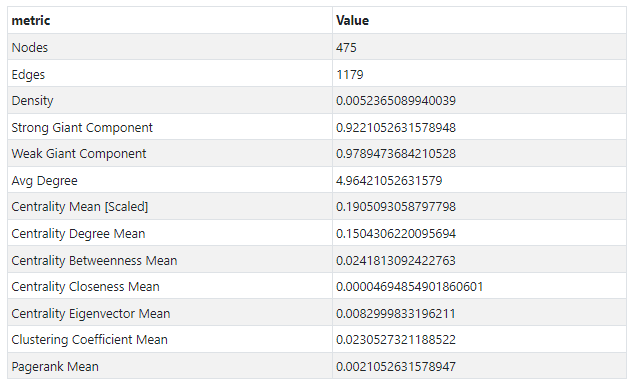 metric Value
Nodes 475
Edges 1179
Density 0.0052365089940039
Strong Giant Component 0.9221052631578948
Weak Giant Component 0.9789473684210528
Avg Degree 4.96421052631579
Centrality Mean [Scaled] 0.1905093058797798
Centrality Degree Mean 0.1504306220095694
Centrality Betweenness Mean 0.0241813092422763
Centrality Closeness Mean 0.00004694854901860601
Centrality Eigenvector Mean 0.0082999833196211
Clustering Coefficient Mean 0.0230527321188522
Pagerank Mean 0.0021052631578947